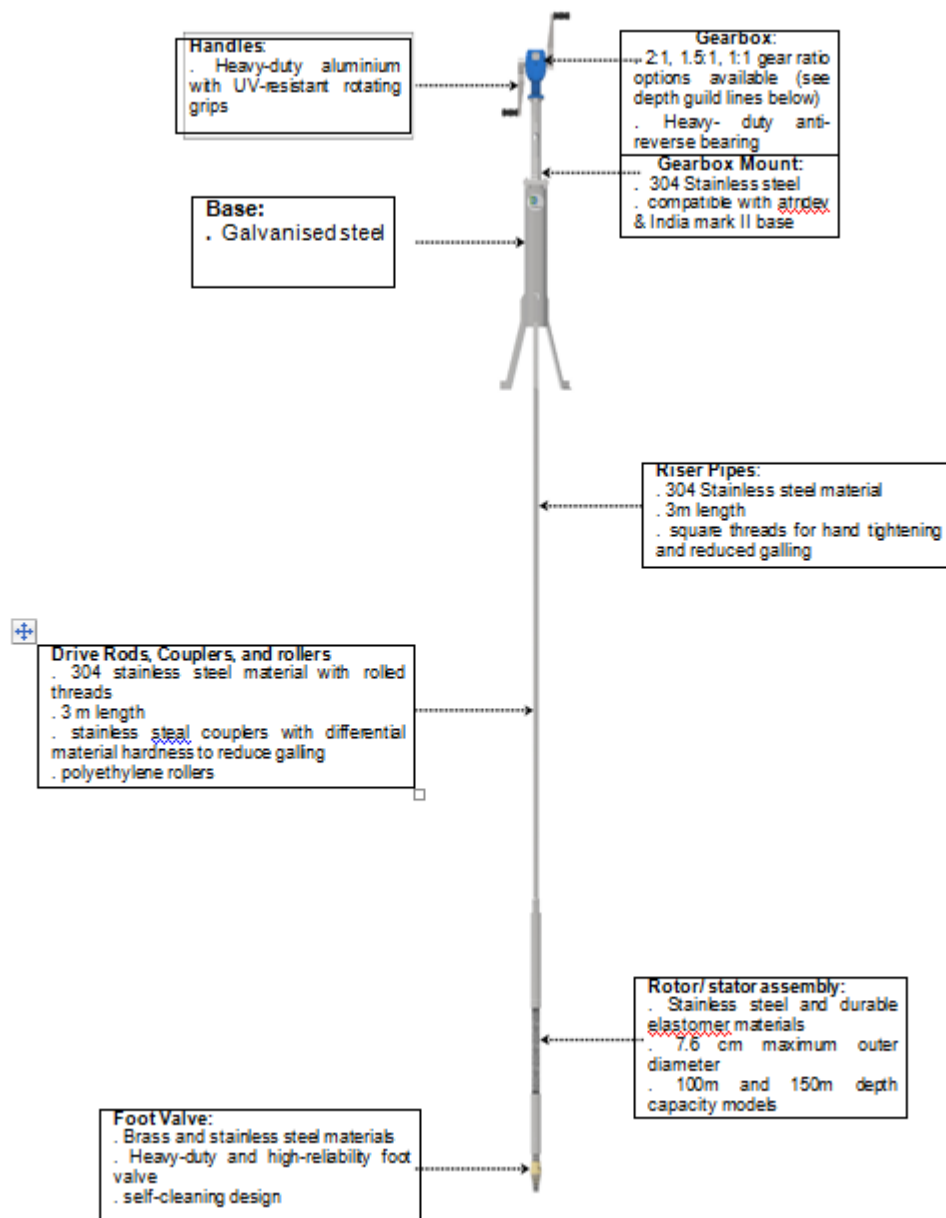 Handles:
. Heavy-duty aluminium
with UV-resistant rotating
grips
Gearbox:
. 2:1, 1.5:1, 1:1 gear ratio
options available (see
depth guild lines below)
. Heavy- duty anti-
reverse bearing
Gearbox Mount:
. 304 Stainless steel
. compatible with afridev
& India mark II base
Base:
. Galvanised steel
Riser Pipes:
. 304 Stainless steel material
. 3m length
. square threads for hand tightening
and reduced galling
Drive Rods, Couplers, and rollers
. 304 stainless steel material with rolled
threads
. 3 m length
. stainless steal couplers with differential
material hardness to reduce galling
. polyethylene rollers
Rotor/ stator assembly:
. Stainless steel and durable
elastomer materials
. 7.6 cm maximum outer
diameter
. 100m and 150m depth
capacity models
Foot Valve:
. Brass and stainless steel materials
. Heavy-duty and high-reliability foot
valve
. self-cleaning design